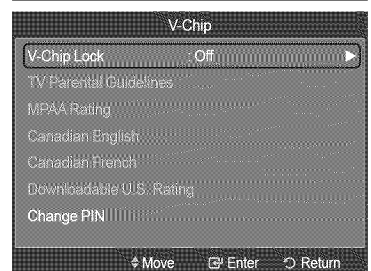 V-Chip
V-Chip Lock : Off
TV Parental Guidelines
MPAA Rating
Canadian English
Canadian French
Downloadable U.S. Rating
Change PIN
Move Enter Return